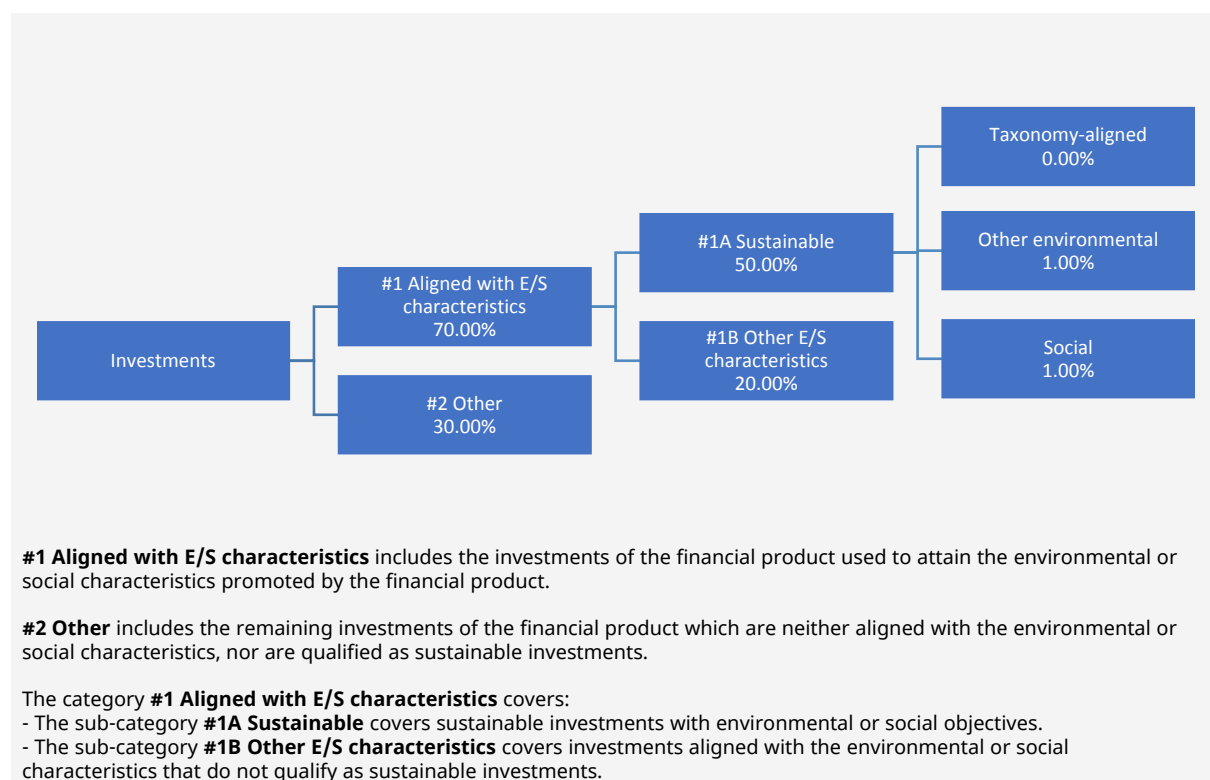 Taxonomy-aligned
0.00%
#1A Sustainable
50.00%
Other environmental
1.00%
#1 Aligned with E/S
characteristics
70.00%
Investments
#1B Other E/S
characteristics
20.00%
Social
1.00%
#2 Other
30.00%
#1 Aligned with E/S characteristics includes the investments of the financial product used to attain the environmental or
social characteristics promoted by the financial product.
#2 Other includes the remaining investments of the financial product which are neither aligned with the environmental or
social characteristics, nor are qualified as sustainable investments.
The category #1 Aligned with E/S characteristics covers:
- The sub-category #1A Sustainable covers sustainable investments with environmental or social objectives.
- The sub-category #1B Other E/S characteristics covers investments aligned with the environmental or social
characteristics that do not qualify as sustainable investments.